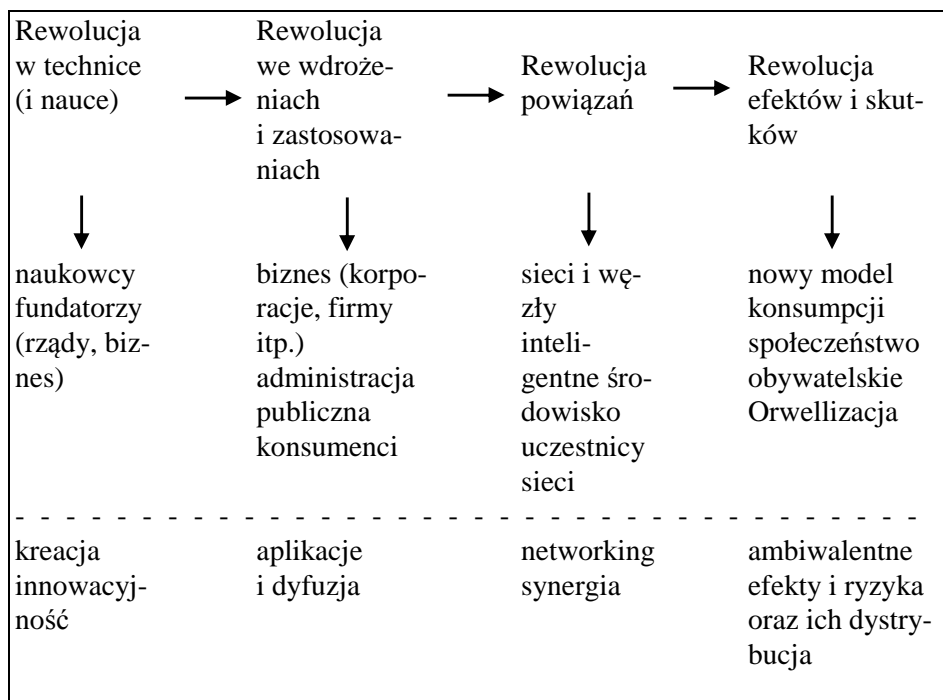 Rewolucja
w technice
(i nauce)
Rewolucja
we wdroże-
niach
i zastosowa-
niach
Rewolucja
powiązań
Rewolucja
efektów i skut-
ków
naukowcy
fundatorzy
(rządy, biz-
nes)
biznes (korpo-
racje, firmy
itp.)
administracja
publiczna
konsumenci
sieci i wę-
zły
inteli-
gentne śro-
dowisko
uczestnicy
sieci
nowy model
konsumpcji
społeczeństwo
obywatelskie
Orwellizacja
kreacja
innowacyj-
ność
aplikacje
i dyfuzja
networking
synergia
ambiwalentne
efekty i ryzyka
oraz ich dystry-
bucja